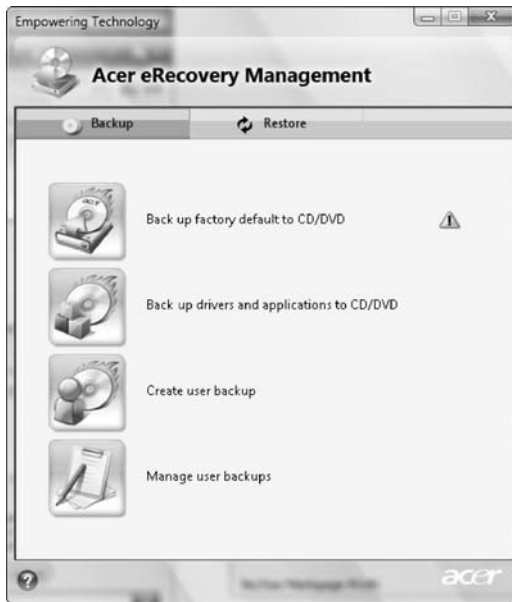 Empowering Technology
Acer eRecovery Management
Backup
Restore
Back up factory default to CD/DVD
Back up drivers and applications to CD/DVD
Create user backup
Manage user backups
acer